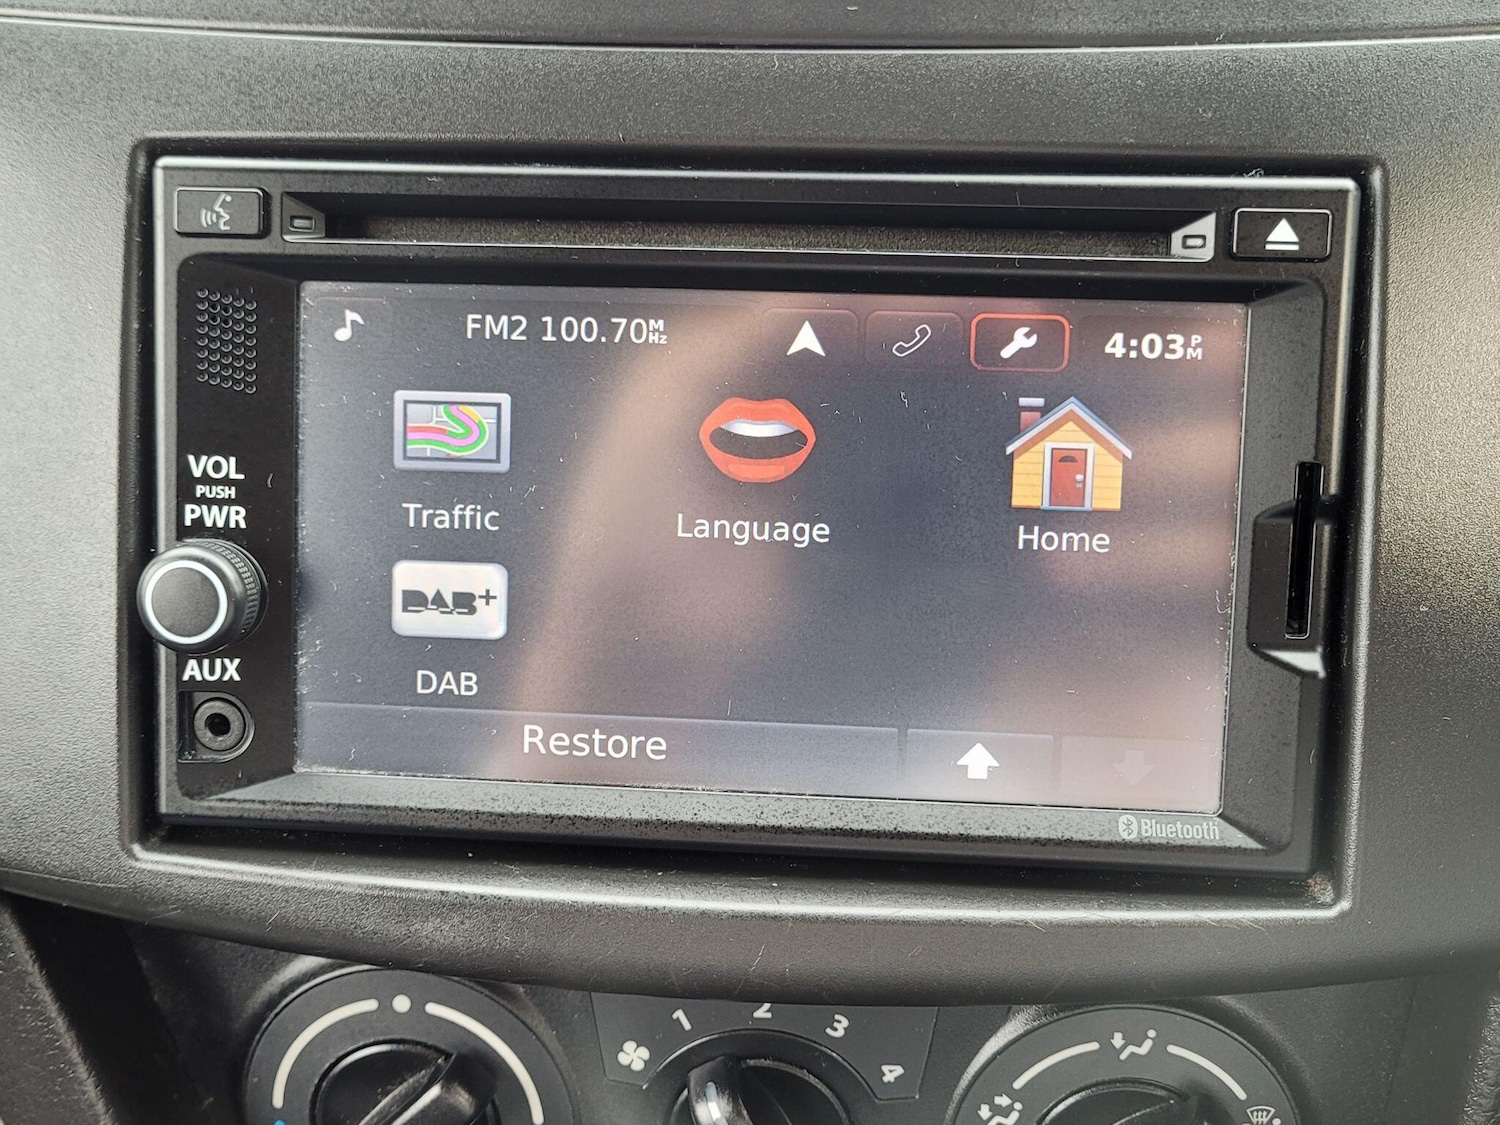 FM2 100.70MHz
4:03PM
Traffic
Language
Home
DAB+
DAB
Restore
VOL
PUSH
PWR
AUX
Bluetooth
1 2 3 4